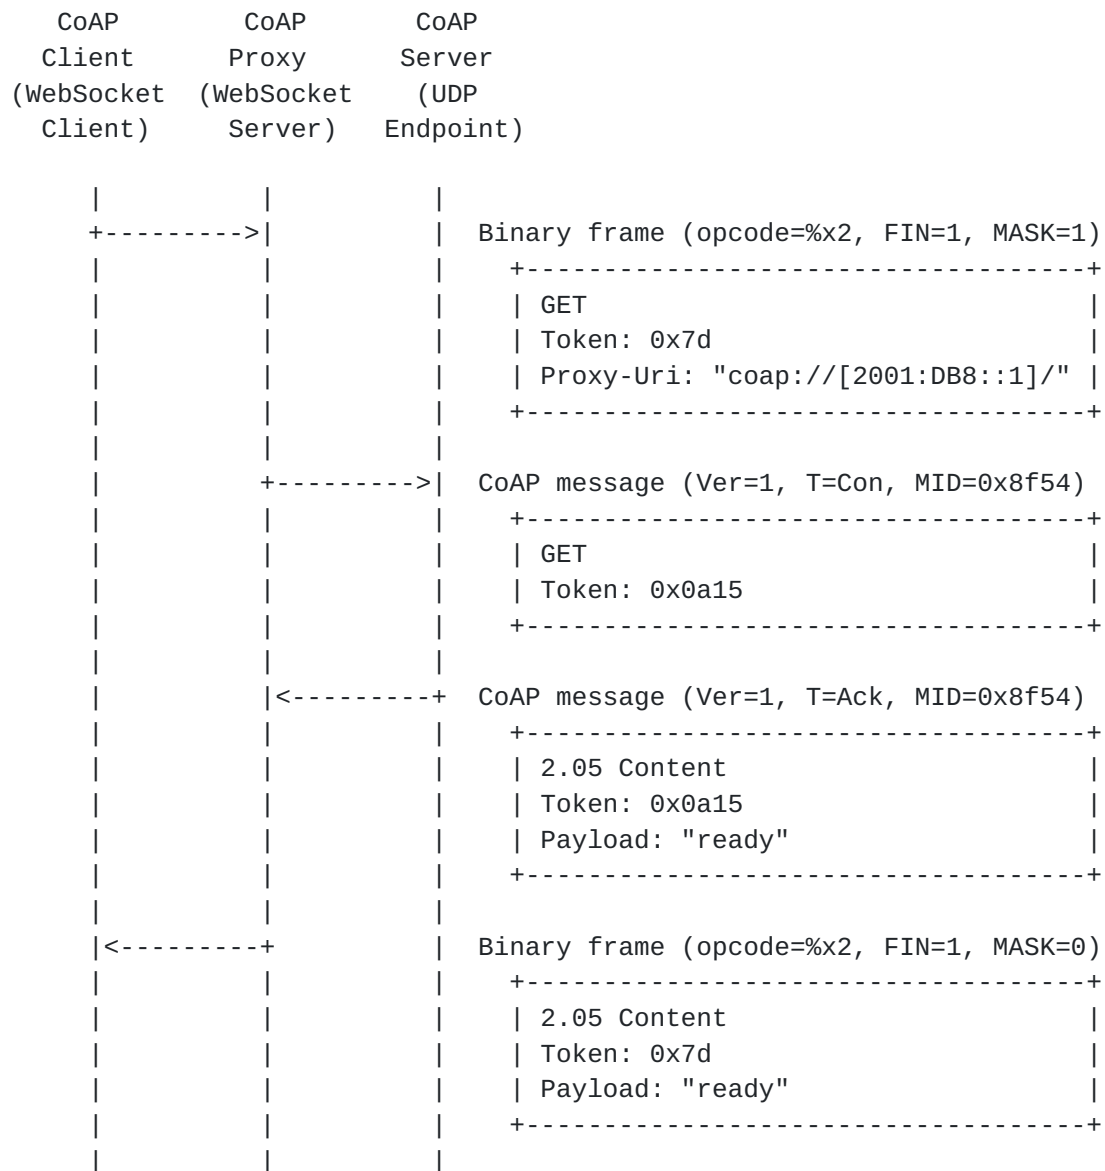 CoAP        CoAP       CoAP
  Client      Proxy      Server
(WebSocket  (WebSocket    (UDP
  Client)     Server)   Endpoint)

     |          |          |
     +--------->|          |  Binary frame (opcode=%x2, FIN=1, MASK=1)
     |          |          |    +------------------------------------+
     |          |          |    | GET                                |
     |          |          |    | Token: 0x7d                        |
     |          |          |    | Proxy-Uri: "coap://[2001:DB8::1]/" |
     |          |          |    +------------------------------------+
     |          |          |
     |          +--------->|  CoAP message (Ver=1, T=Con, MID=0x8f54)
     |          |          |    +------------------------------------+
     |          |          |    | GET                                |
     |          |          |    | Token: 0x0a15                      |
     |          |          |    +------------------------------------+
     |          |          |
     |          |<---------+  CoAP message (Ver=1, T=Ack, MID=0x8f54)
     |          |          |    +------------------------------------+
     |          |          |    | 2.05 Content                       |
     |          |          |    | Token: 0x0a15                      |
     |          |          |    | Payload: "ready"                   |
     |          |          |    +------------------------------------+
     |          |          |
     |<---------+          |  Binary frame (opcode=%x2, FIN=1, MASK=0)
     |          |          |    +------------------------------------+
     |          |          |    | 2.05 Content                       |
     |          |          |    | Token: 0x7d                        |
     |          |          |    | Payload: "ready"                   |
     |          |          |    +------------------------------------+
     |          |          |